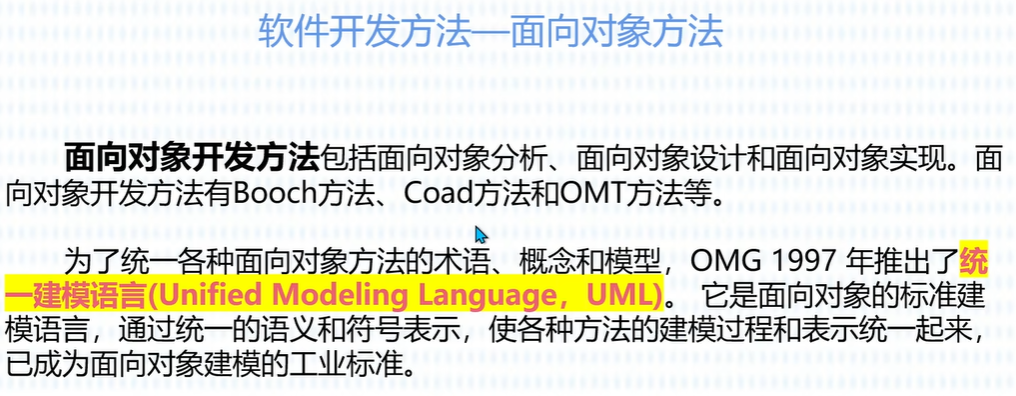 软件开发方法—面向对象方法
面向对象开发方法包括面向对象分析、面向对象设计和面向对象实现。面
向对象开发方法有Booch方法、Coad方法和OMT方法等。
为了统一各种面向对象方法的术语、概念和模型，OMG 1997 年推出了统
一建模语言(Unified Modeling Language，UML)。 它是面向对象的标准建
模语言，通过统一的语义和符号表示，使各种方法的建模过程和表示统一起来，
已成为面向对象建模的工业标准。